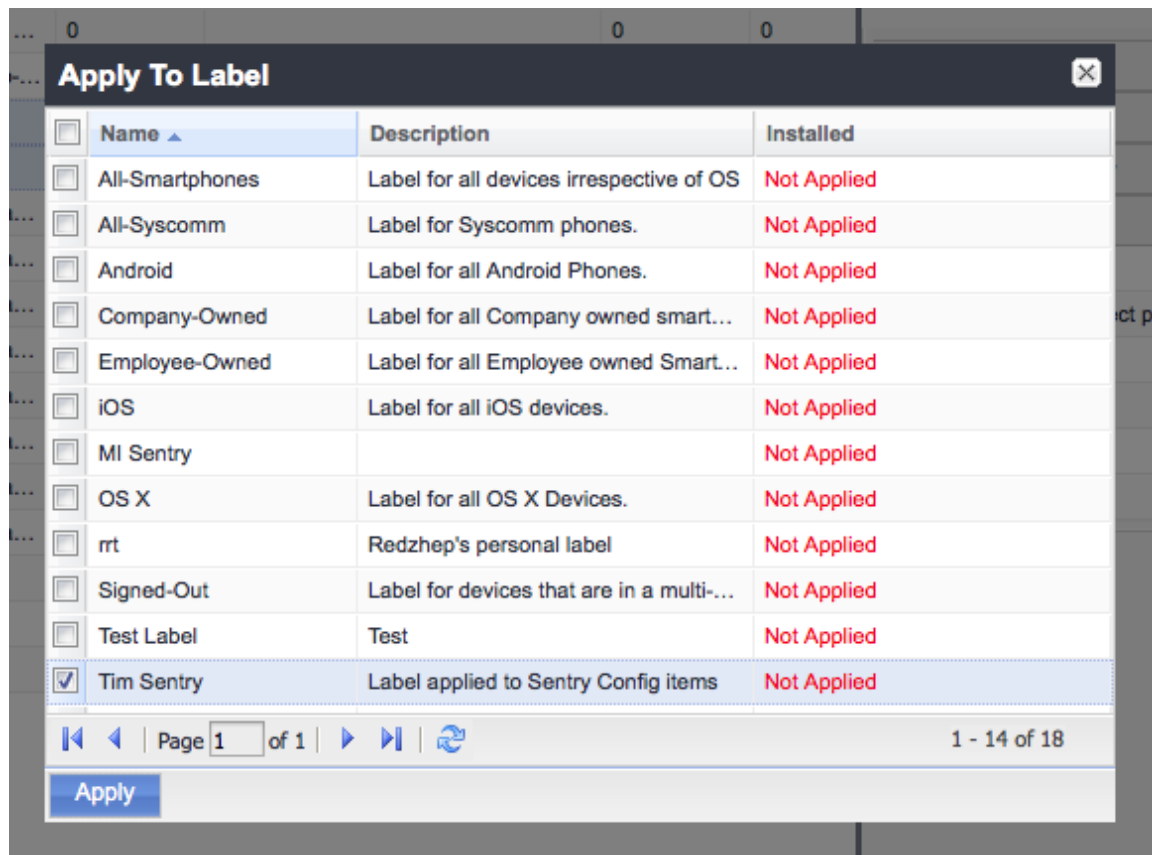 ... 0 0 0
Apply To Label
Name Description Installed
All-Smartphones Label for all devices irrespective of OS Not Applied
All-Syscomm Label for Syscomm phones. Not Applied
Android Label for all Android Phones.  Not Applied
Company-Owned Label for all Company owned smart... Not Applied
Employee-Owned Label for all Employee owned Smart... Not Applied
iOS Label for all iOS devices. Not Applied
MI Sentry Not Applied
OS X Label for all OS X Devices. Not Applied
rrt Redzhep's personal label Not Applied
Signed-Out Label for devices that are in a multi-... Not Applied
Test Label Test Not Applied
Tim Sentry Label applied to Sentry Config items Not Applied
Page 1 of 1 1 - 14 of 18
Apply